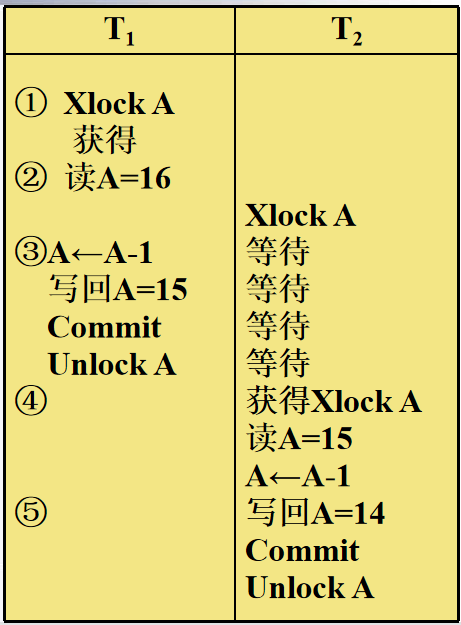 T1 T2
① Xlock A
获得
② 读A=16
Xlock A
③A←A-1 等待
写回A=15 等待
Commit 等待
Unlock A 等待
④ 获得Xlock A
读A=15
A←A-1
⑤ 写回A=14
Commit
Unlock A